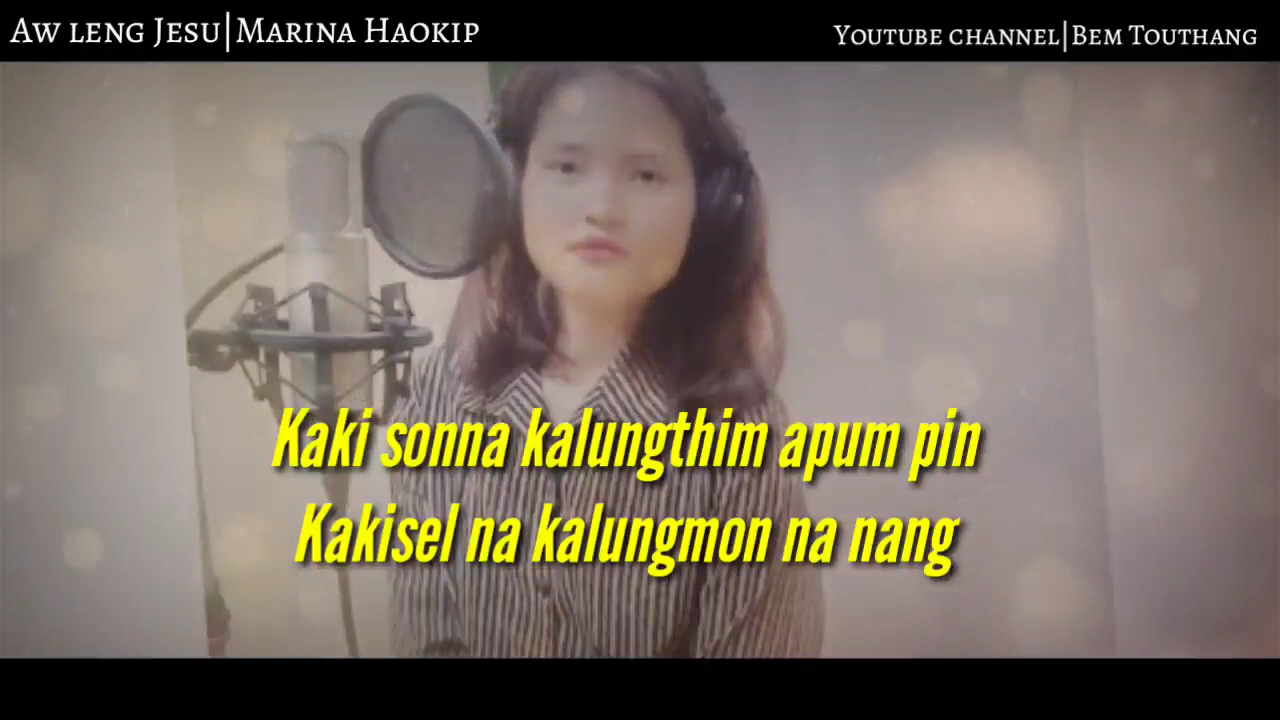 Aw leng Jesu|Marina Haokip
Youtube channel|Bem Touthang
Kaki sonna kalungthim apum pin
Kakisel na kalungmon na nang